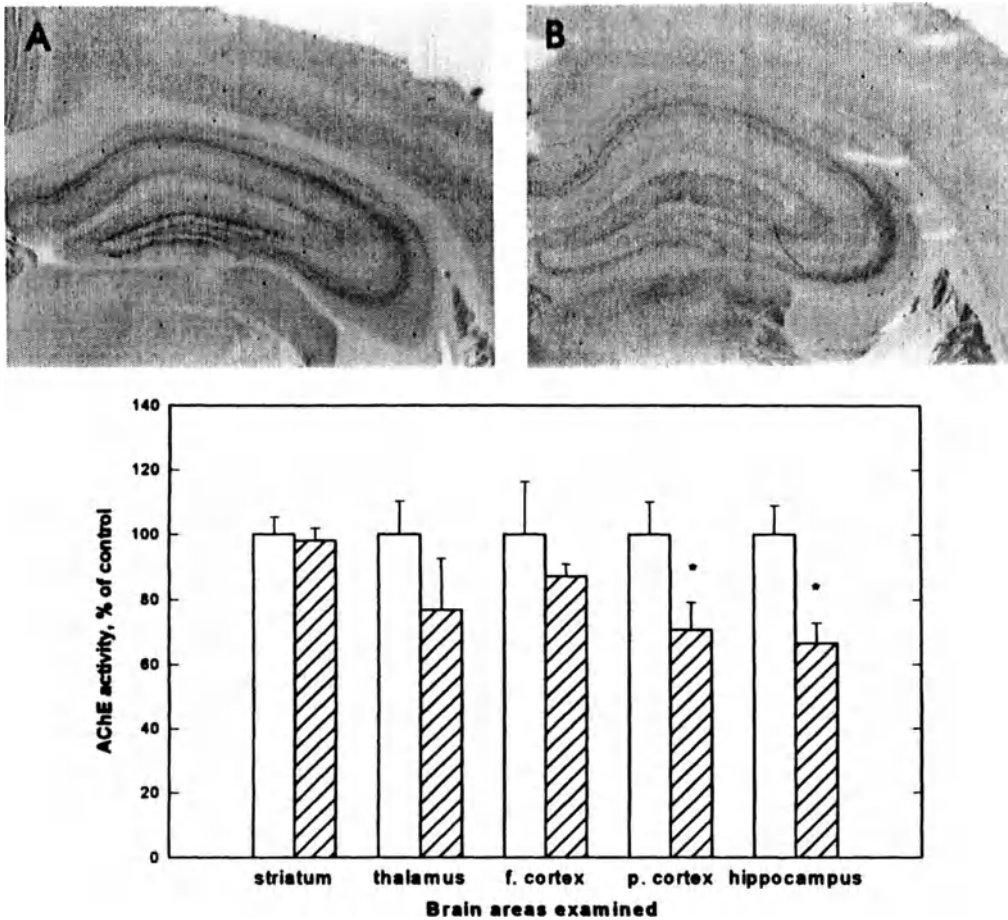 A
B
140
120
100
80
60
40
20
0
AChE activity, % of control
*
*
striatum thalamus f. cortex p. cortex hippocampus
Brain areas examined